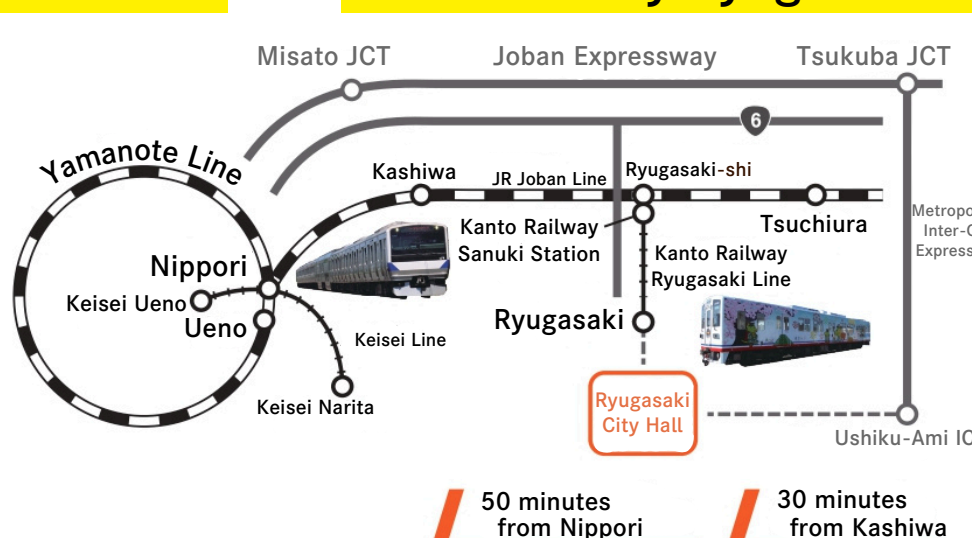 Misato JCT
Joban Expressway
Tsukuba JCT
6
Yamanote Line
Kashiwa
JR Joban Line
Ryugasaki-shi
Tsuchiura
Kanto Railway
Sanuki Station
Kanto Railway
Ryugasaki Line
Nippori
Keisei Ueno
Ueno
Keisei Line
Keisei Narita
Ryugasaki
Ryugasaki
City Hall
Ushiku-Ami IC
50 minutes
from Nippori
30 minutes
from Kashiwa